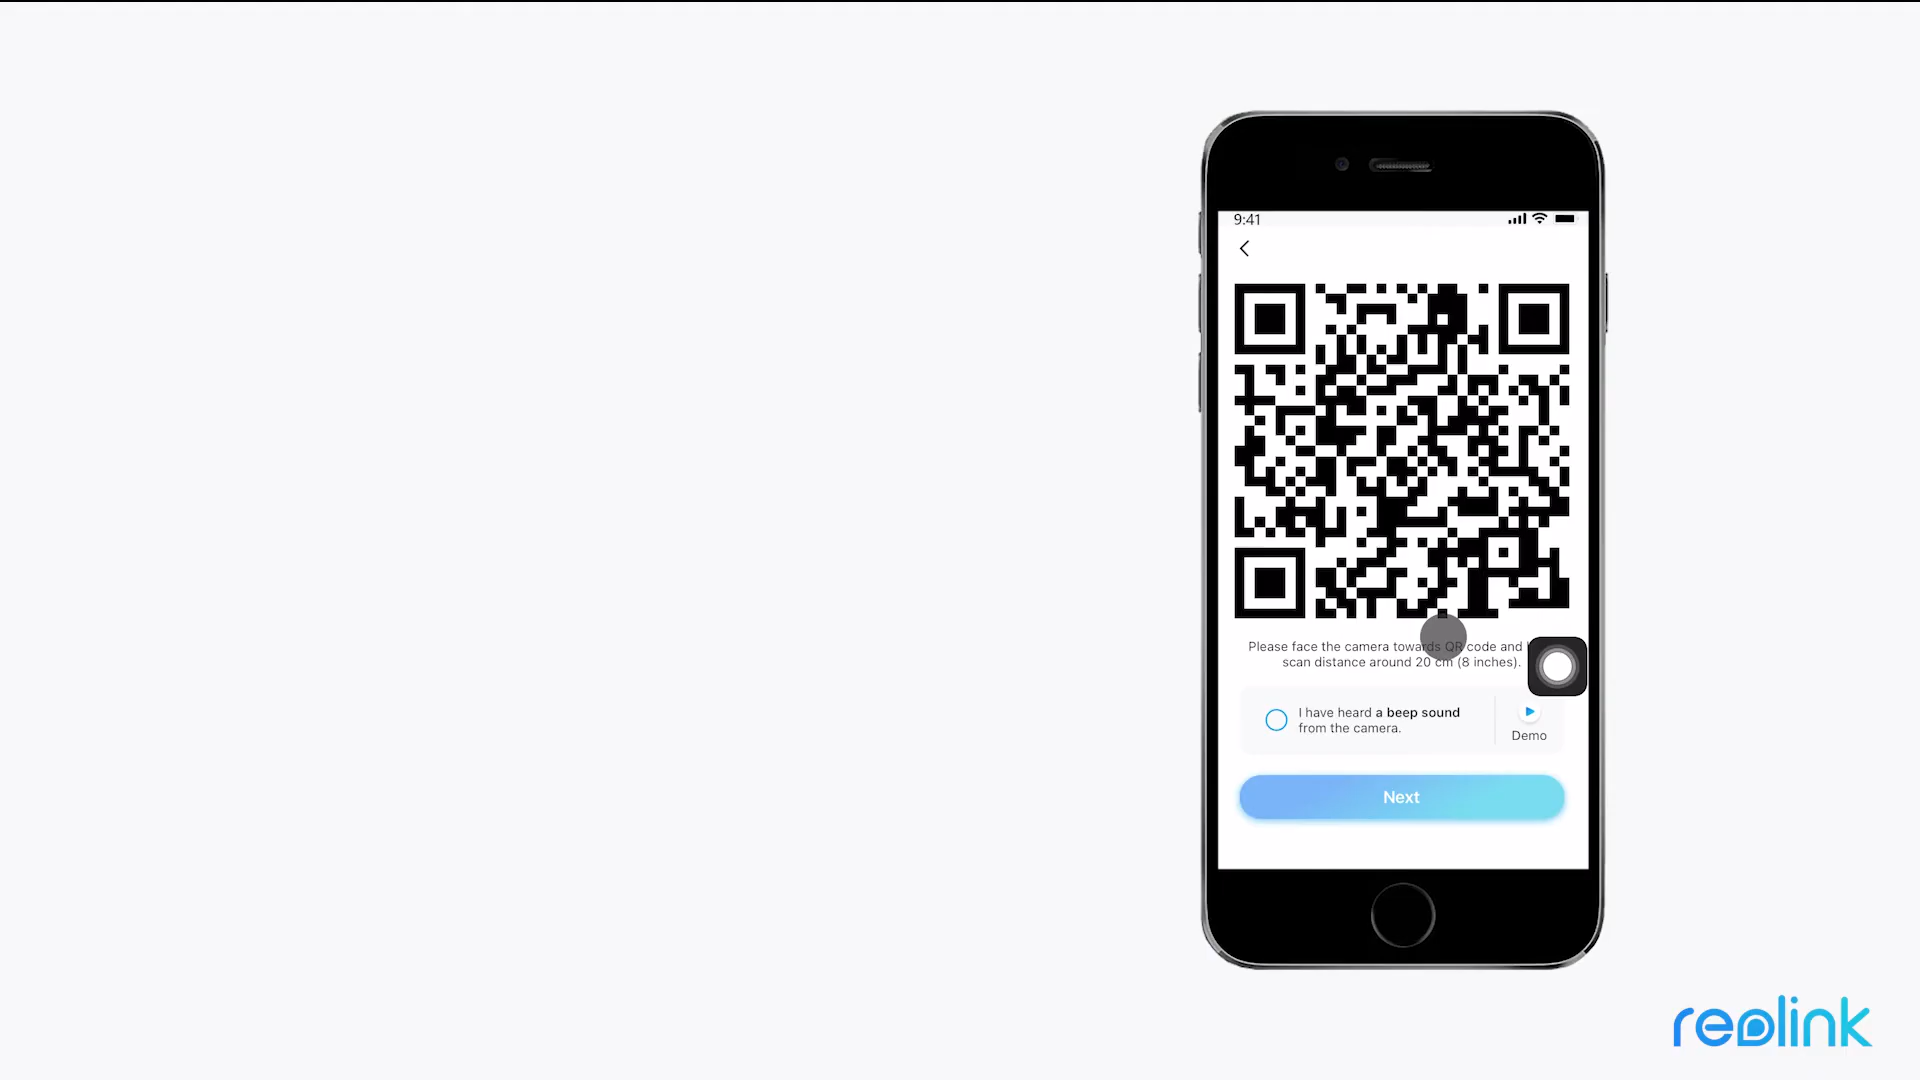 9:41
Please face the camera towards QR code and
scan distance around 20 cm (8 inches).
I have heard a beep sound
from the camera.
Demo
Next
reolink